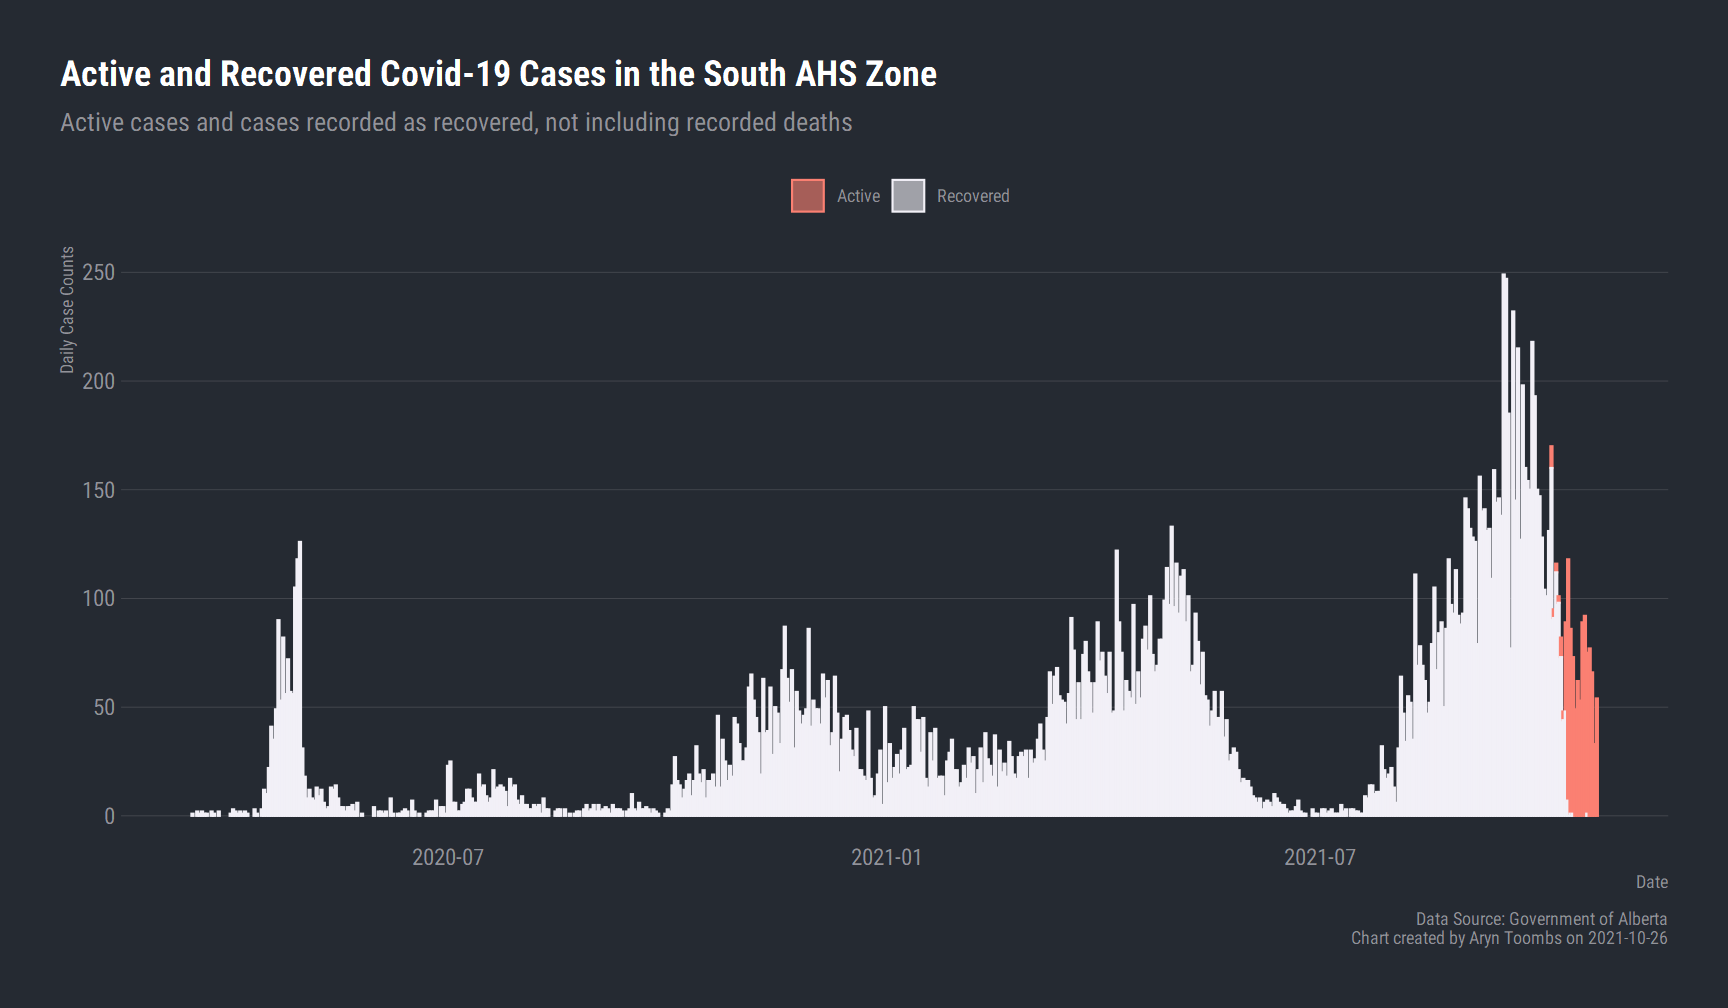 Active and Recovered Covid-19 Cases in the South AHS Zone
Active cases and cases recorded as recovered, not including recorded deaths
Active
Recovered
Daily Case Counts
250
200
150
100
50
0
2020-07
2021-01
2021-07
Date
Data Source: Government of Alberta
Chart created by Aryn Toombs on 2021-10-26